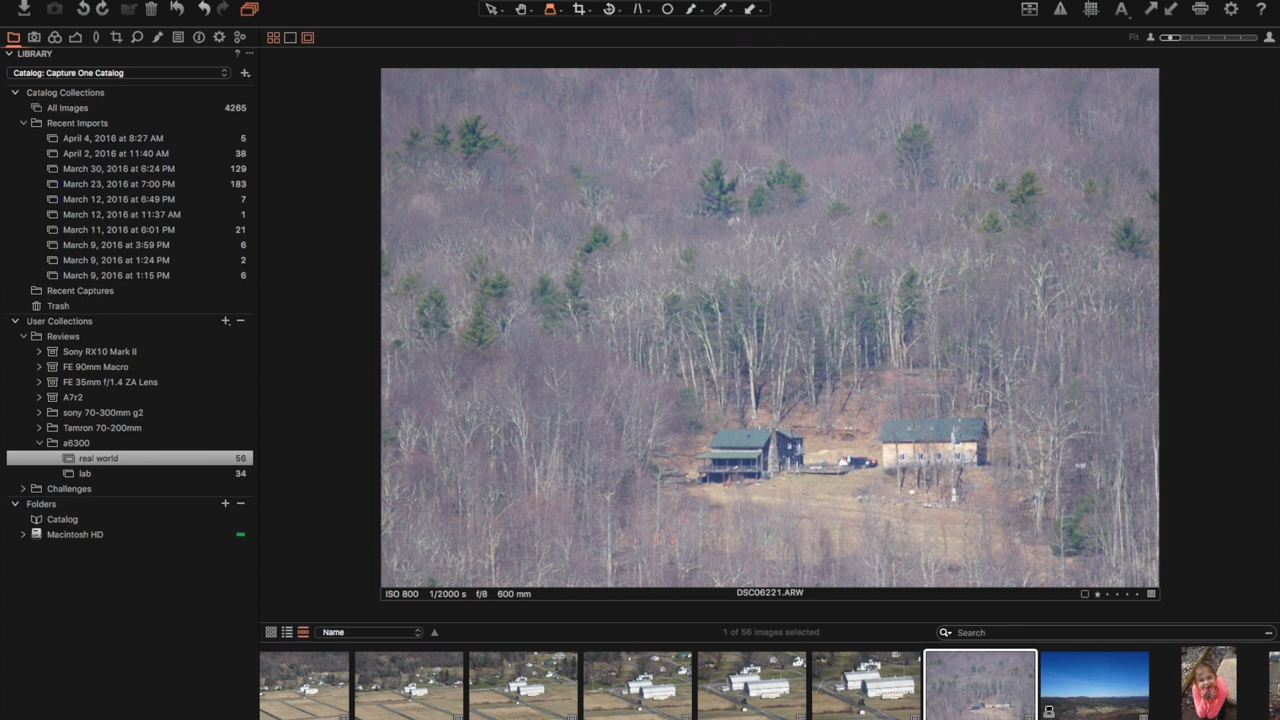 LIBRARY ? ...
Catalog: Capture One Catalog
Catalog Collections
All Images 4265
Recent Imports
April 4, 2016 at 8:27 AM 5
April 2, 2016 at 11:40 AM 38
March 30, 2016 at 6:24 PM 129
March 23, 2016 at 7:00 PM 183
March 12, 2016 at 6:49 PM 7
March 12, 2016 at 11:37 AM 1
March 11, 2016 at 6:01 PM 21
March 9, 2016 at 3:59 PM 6
March 9, 2016 at 1:24 PM 2
March 9, 2016 at 1:15 PM 6
Recent Captures
Trash
User Collections
Reviews
Sony RX10 Mark II
FE 90mm Macro
FE 35mm f/1.4 ZA Lens
A7r2
sony 70-300mm g2
Tamron 70-200mm
a6300
real world 56
lab 34
Challenges
Folders
Catalog
Macintosh HD
Fit
ISO 800 1/2000 s f/8 600 mm DSC06221.ARW
Name 1 of 56 images selected Search